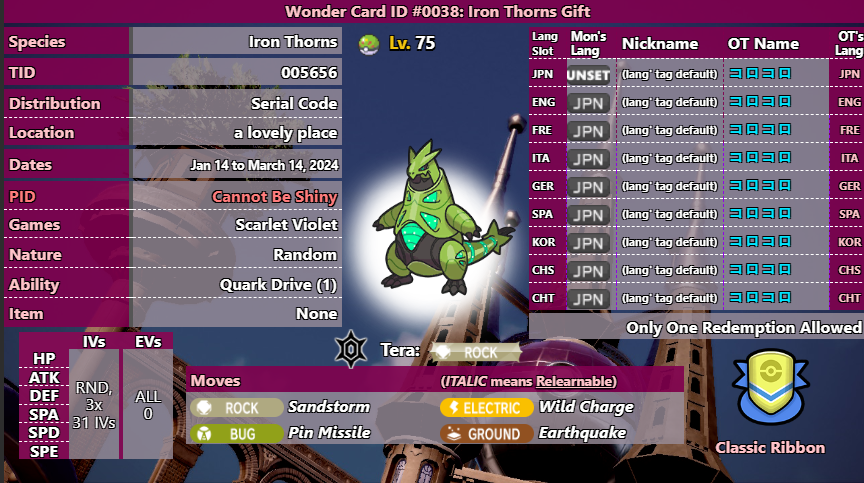 Wonder Card ID #0038: Iron Thorns Gift
Species Iron Thorns
TID 005656
Distribution Serial Code
Location a lovely place
Dates Jan 14 to March 14, 2024
PID Cannot Be Shiny
Games Scarlet Violet
Nature Random
Ability Quark Drive (1)
Item None
Lv. 75
Lang Slot Mon's Lang Nickname OT Name OT's Lang
JPN UNSET (lang' tag default) コロコロ JPN
ENG JPN (lang' tag default) コロコロ ENG
FRE JPN (lang' tag default) コロコロ FRE
ITA JPN (lang' tag default) コロコロ ITA
GER JPN (lang' tag default) コロコロ GER
SPA JPN (lang' tag default) コロコロ SPA
KOR JPN (lang' tag default) コロコロ KOR
CHS JPN (lang' tag default) コロコロ CHS
CHT JPN (lang' tag default) コロコロ CHT
Only One Redemption Allowed
IVs EVs
HP
ATK
DEF
SPA
SPD
SPE
RND,
3x
31 IVs
ALL
0
Tera: ROCK
Moves (ITALIC means Relearnable)
ROCK Sandstorm ELECTRIC Wild Charge
BUG Pin Missile GROUND Earthquake
Classic Ribbon